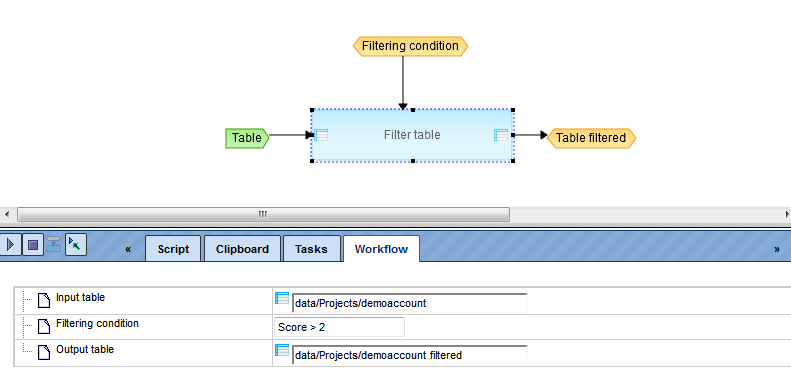 Filtering condition
Table
Filter table
Table filtered
« Script Clipboard Tasks Workflow »
Input table data/Projects/demoaccount
Filtering condition Score > 2
Output table data/Projects/demoaccount filtered